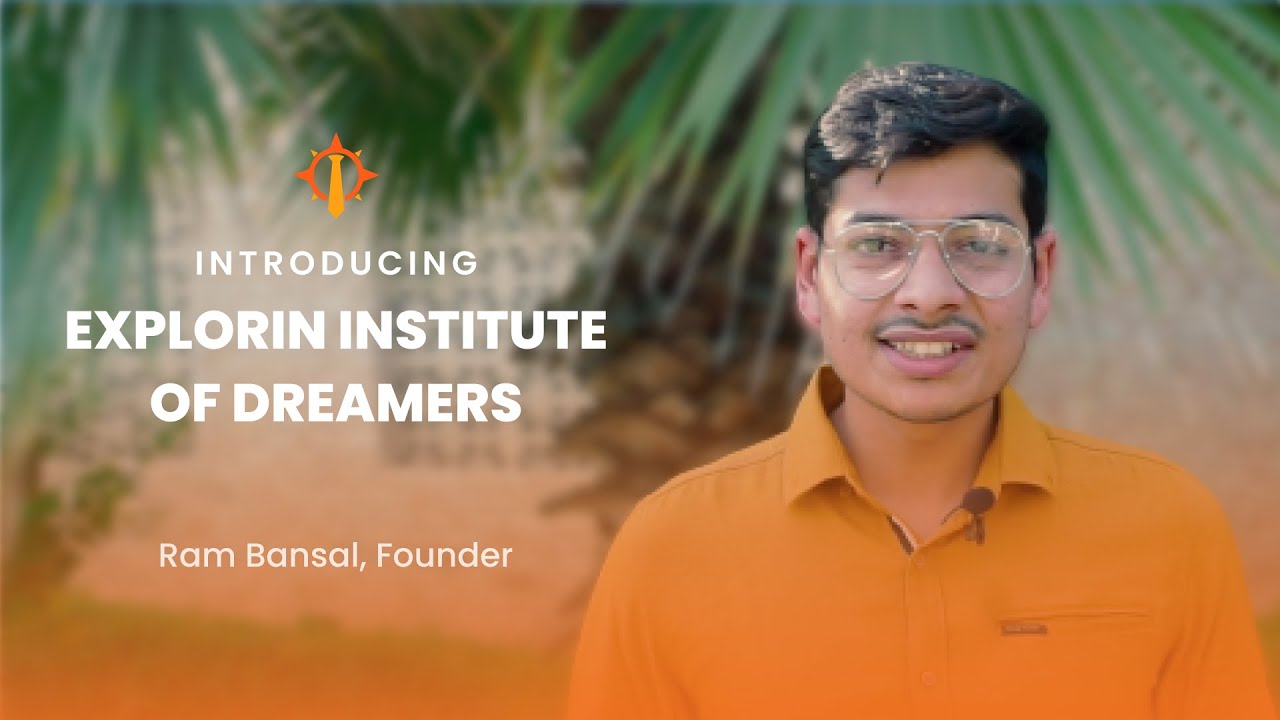 INTRODUCING
EXPLORIN INSTITUTE
OF DREAMERS
Ram Bansal, Founder